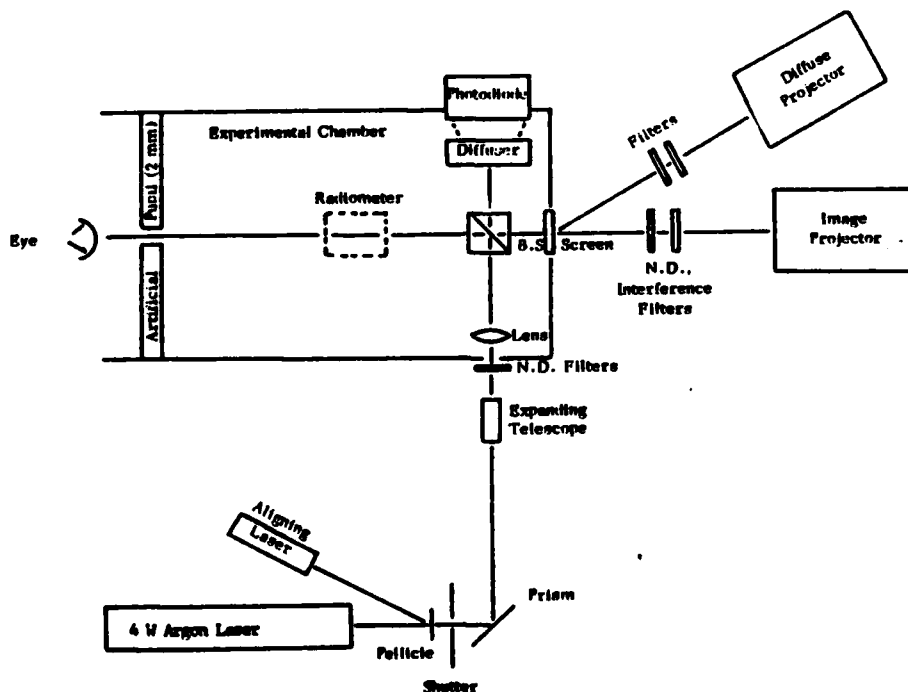 Diffuse
Projector
Photodiode
Experimental Chamber
Filters
Diffuser
Artificial Pupil (2 mm)
Radiometer
Eye
B.S.
Screen
Image
Projector
N.D.,
Interference
Filters
Lens
N.D. Filters
Expanding
Telescope
Aligning
Laser
Prism
4 W Argon Laser
Pellicle
Shutter